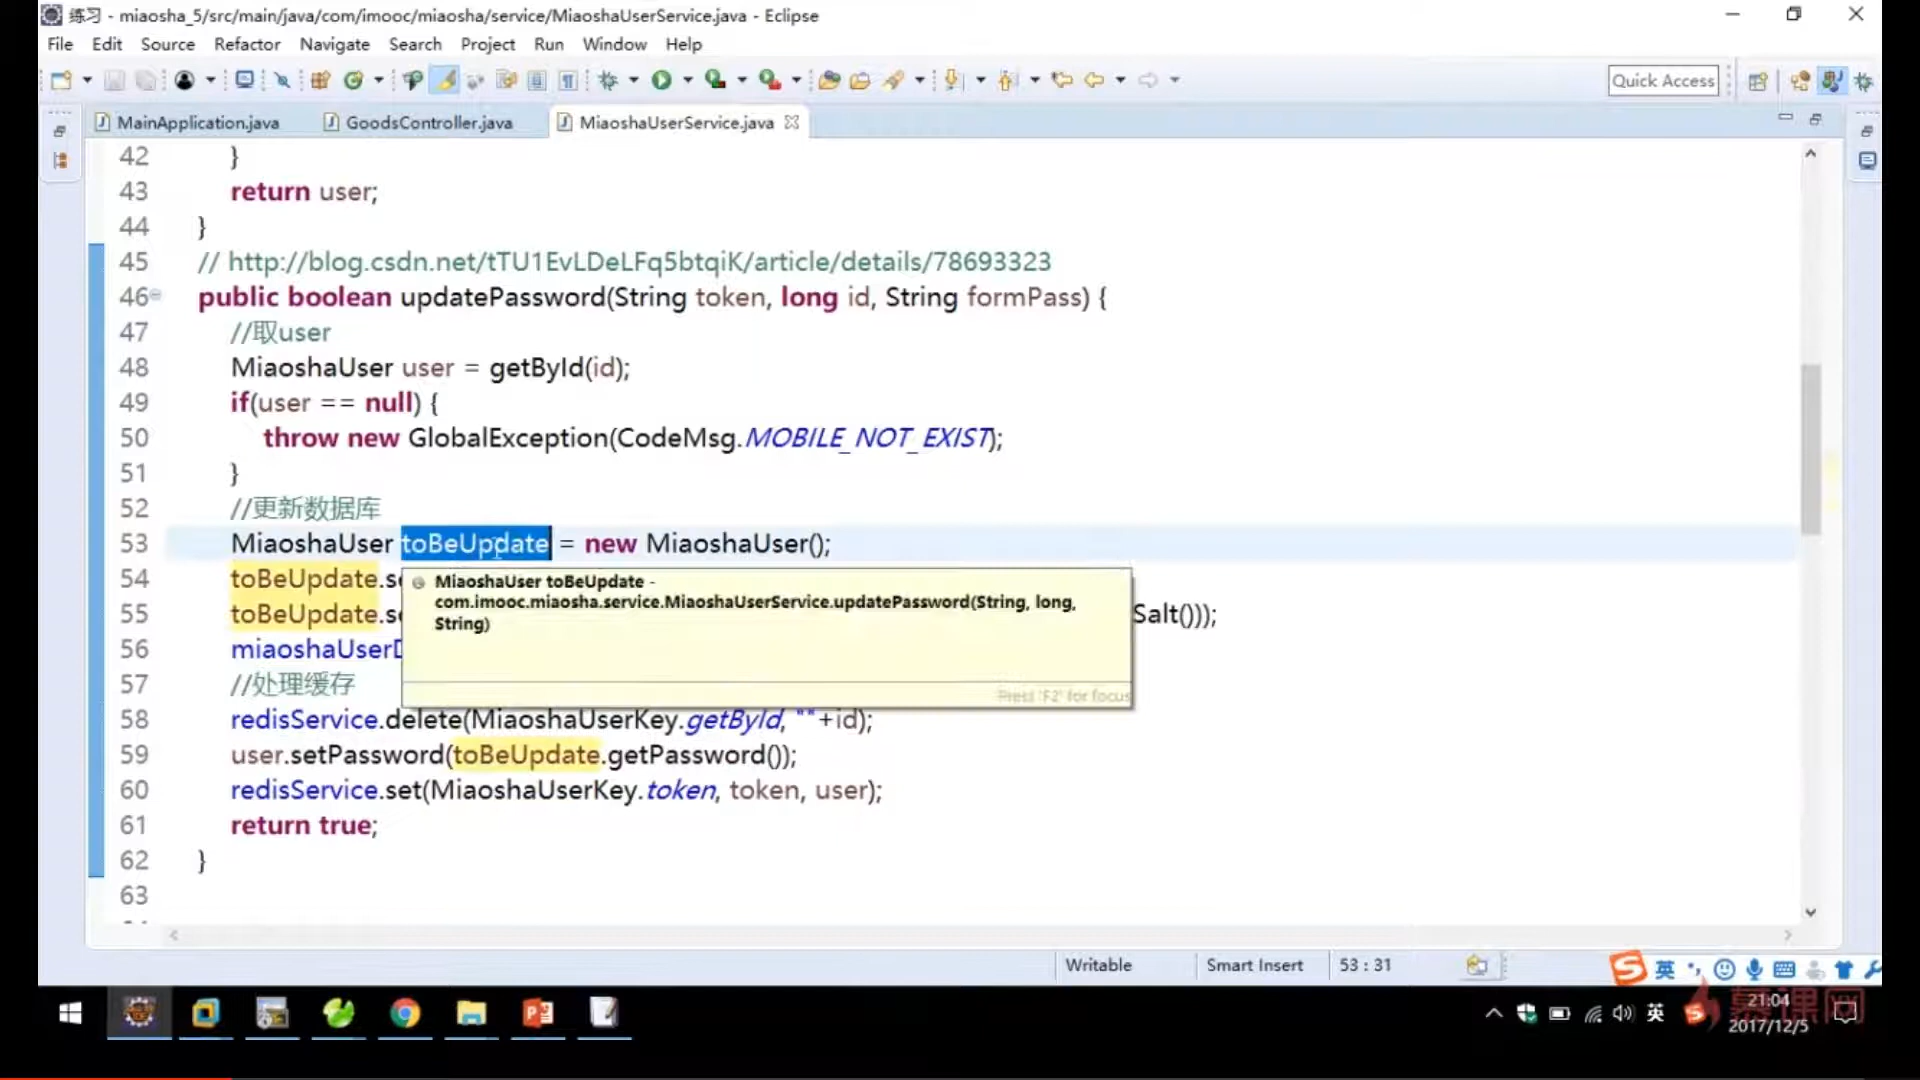 练习 - miaosha_5/src/main/java/com/imooc/miaosha/service/MiaoshaUserService.java - Eclipse
File Edit Source Refactor Navigate Search Project Run Window Help
Quick Access
MainApplication.java GoodsController.java MiaoshaUserService.java
42 }
43 return user;
44 }
45 // http://blog.csdn.net/tTU1EvLDeLFq5btqiK/article/details/78693323
46 public boolean updatePassword(String token, long id, String formPass) {
47 //取user
48 MiaoshaUser user = getById(id);
49 if(user == null) {
50 throw new GlobalException(CodeMsg.MOBILE_NOT_EXIST);
51 }
52 //更新数据库
53 MiaoshaUser toBeUpdate = new MiaoshaUser();
54 toBeUpdate.s
MiaoshaUser toBeUpdate -
com.imooc.miaosha.service.MiaoshaUserService.updatePassword(String, long,
String)
Press 'F2' for focus
55 toBeUpdate.s Salt()));
56 miaoshaUser
57 //处理缓存
58 redisService.delete(MiaoshaUserKey.getById, ""+id);
59 user.setPassword(toBeUpdate.getPassword());
60 redisService.set(MiaoshaUserKey.token, token, user);
61 return true;
62 }
63
Writable Smart Insert 53 : 31
英
英 21:04
2017/12/5
慕课网